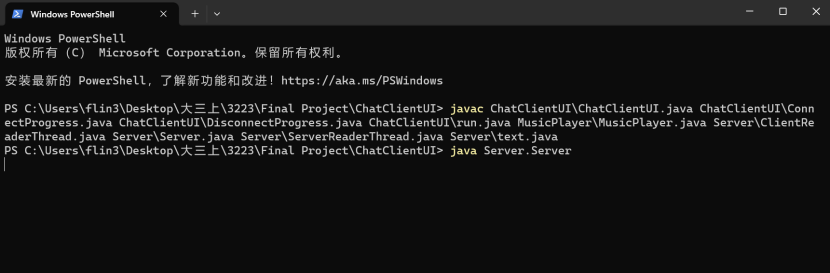 Windows PowerShell
Windows PowerShell
版权所有 (C) Microsoft Corporation。保留所有权利。
安装最新的 PowerShell，了解新功能和改进！https://aka.ms/PSWindows
PS C:\Users\flin3\Desktop\大三上\3223\Final Project\ChatClientUI> javac ChatClientUI\ChatClientUI.java ChatClientUI\Conn
ectProgress.java ChatClientUI\DisconnectProgress.java ChatClientUI\run.java MusicPlayer\MusicPlayer.java Server\ClientRe
aderThread.java Server\Server.java Server\ServerReaderThread.java Server\text.java
PS C:\Users\flin3\Desktop\大三上\3223\Final Project\ChatClientUI> java Server.Server